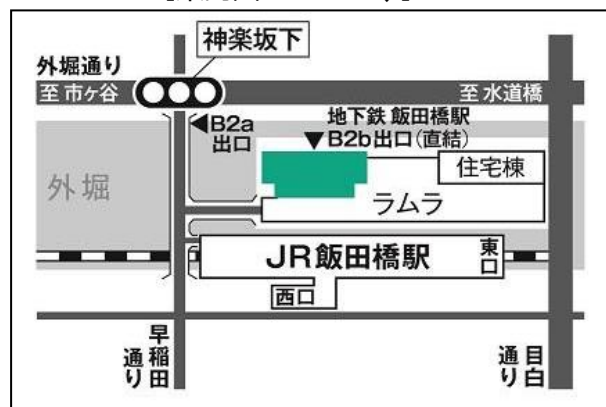 神楽坂下
外堀通り
至市ヶ谷
至水道橋
◀B2a
出口
地下鉄 飯田橋駅
▼B2b出口(直結)
住宅棟
外堀
ラムラ
JR飯田橋駅
東口
西口
早稲田通り
目白通り